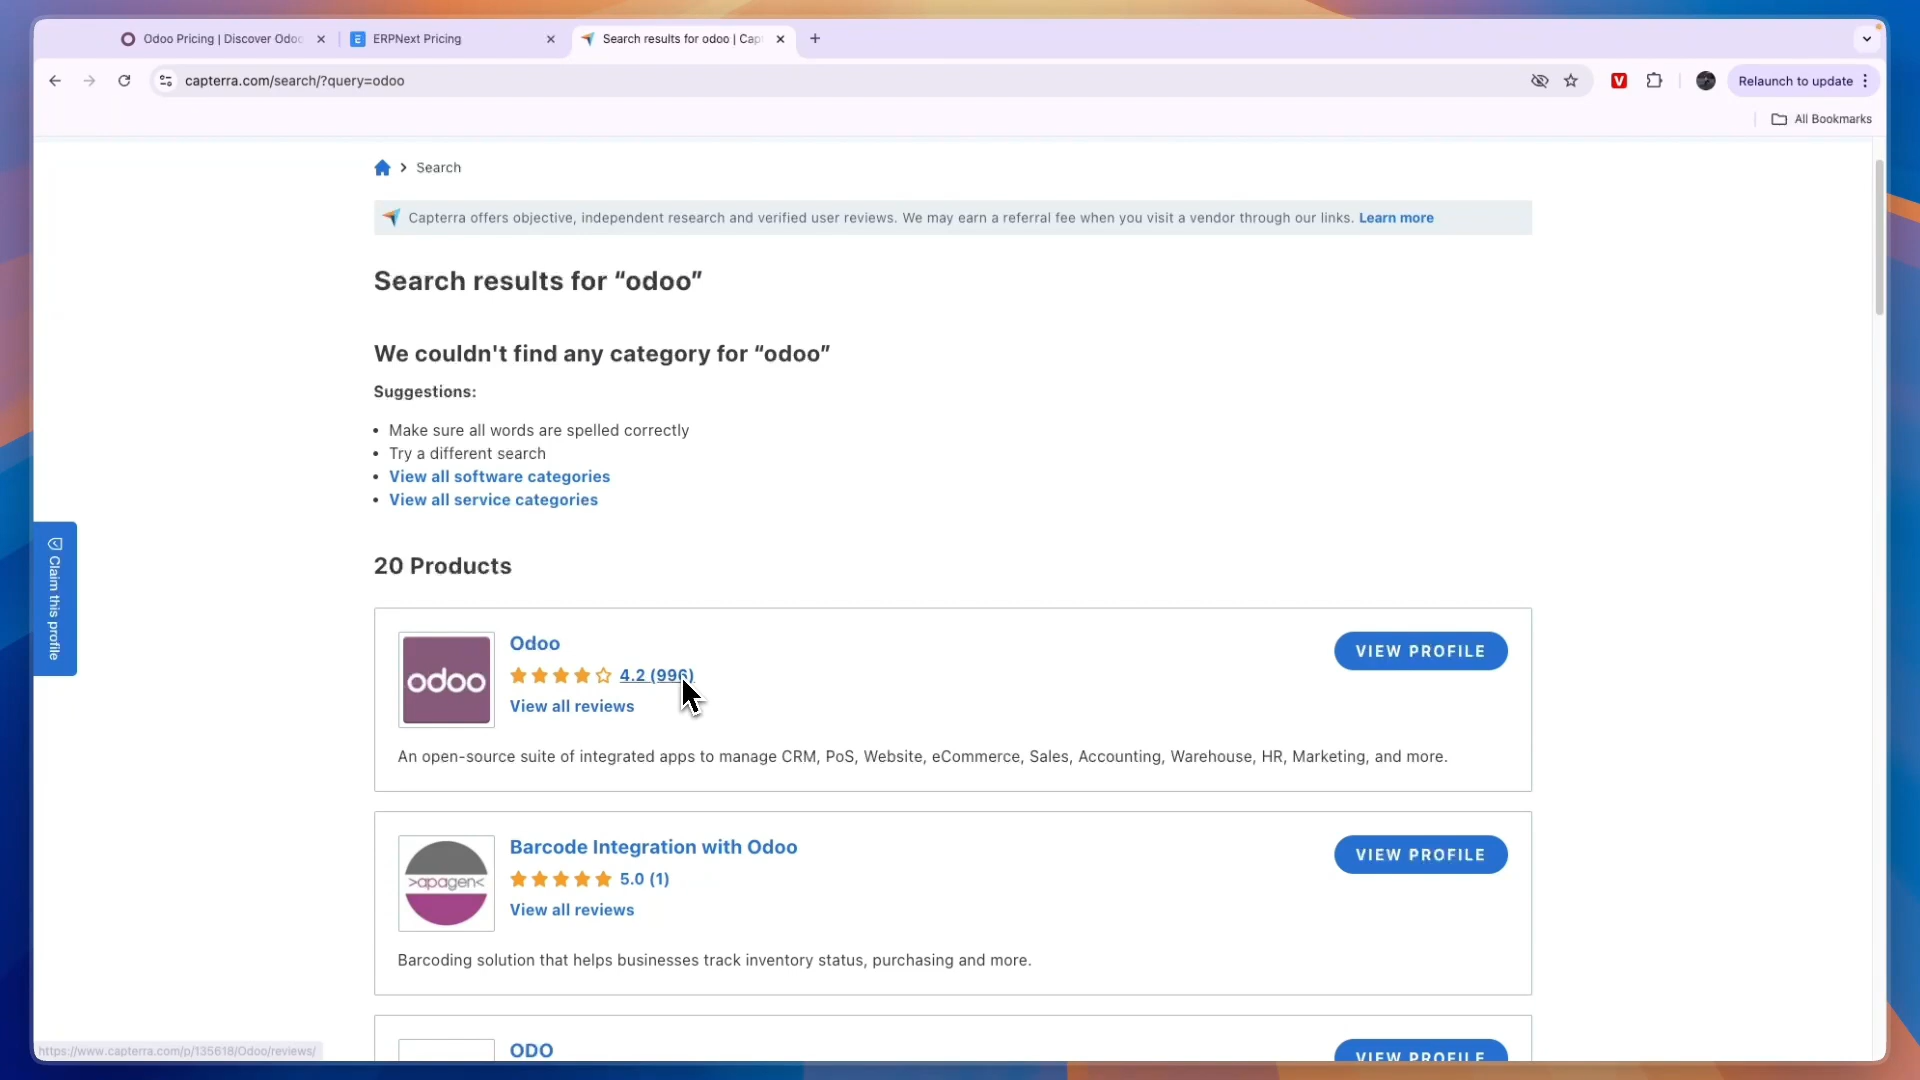 Odoo Pricing | Discover Odoo
ERPNext Pricing
Search results for odoo | Cap
capterra.com/search/?query=odoo
Relaunch to update
All Bookmarks
Search
Capterra offers objective, independent research and verified user reviews. We may earn a referral fee when you visit a vendor through our links. Learn more
Search results for “odoo”
We couldn't find any category for “odoo”
Suggestions:
• Make sure all words are spelled correctly
• Try a different search
• View all software categories
• View all service categories
Claim this profile
20 Products
odoo
Odoo
4.2 (996)
View all reviews
VIEW PROFILE
An open-source suite of integrated apps to manage CRM, PoS, Website, eCommerce, Sales, Accounting, Warehouse, HR, Marketing, and more.
>apagen<
Barcode Integration with Odoo
5.0 (1)
View all reviews
VIEW PROFILE
Barcoding solution that helps businesses track inventory status, purchasing and more.
ODO
VIEW PROFILE
https://www.capterra.com/p/135618/Odoo/reviews/